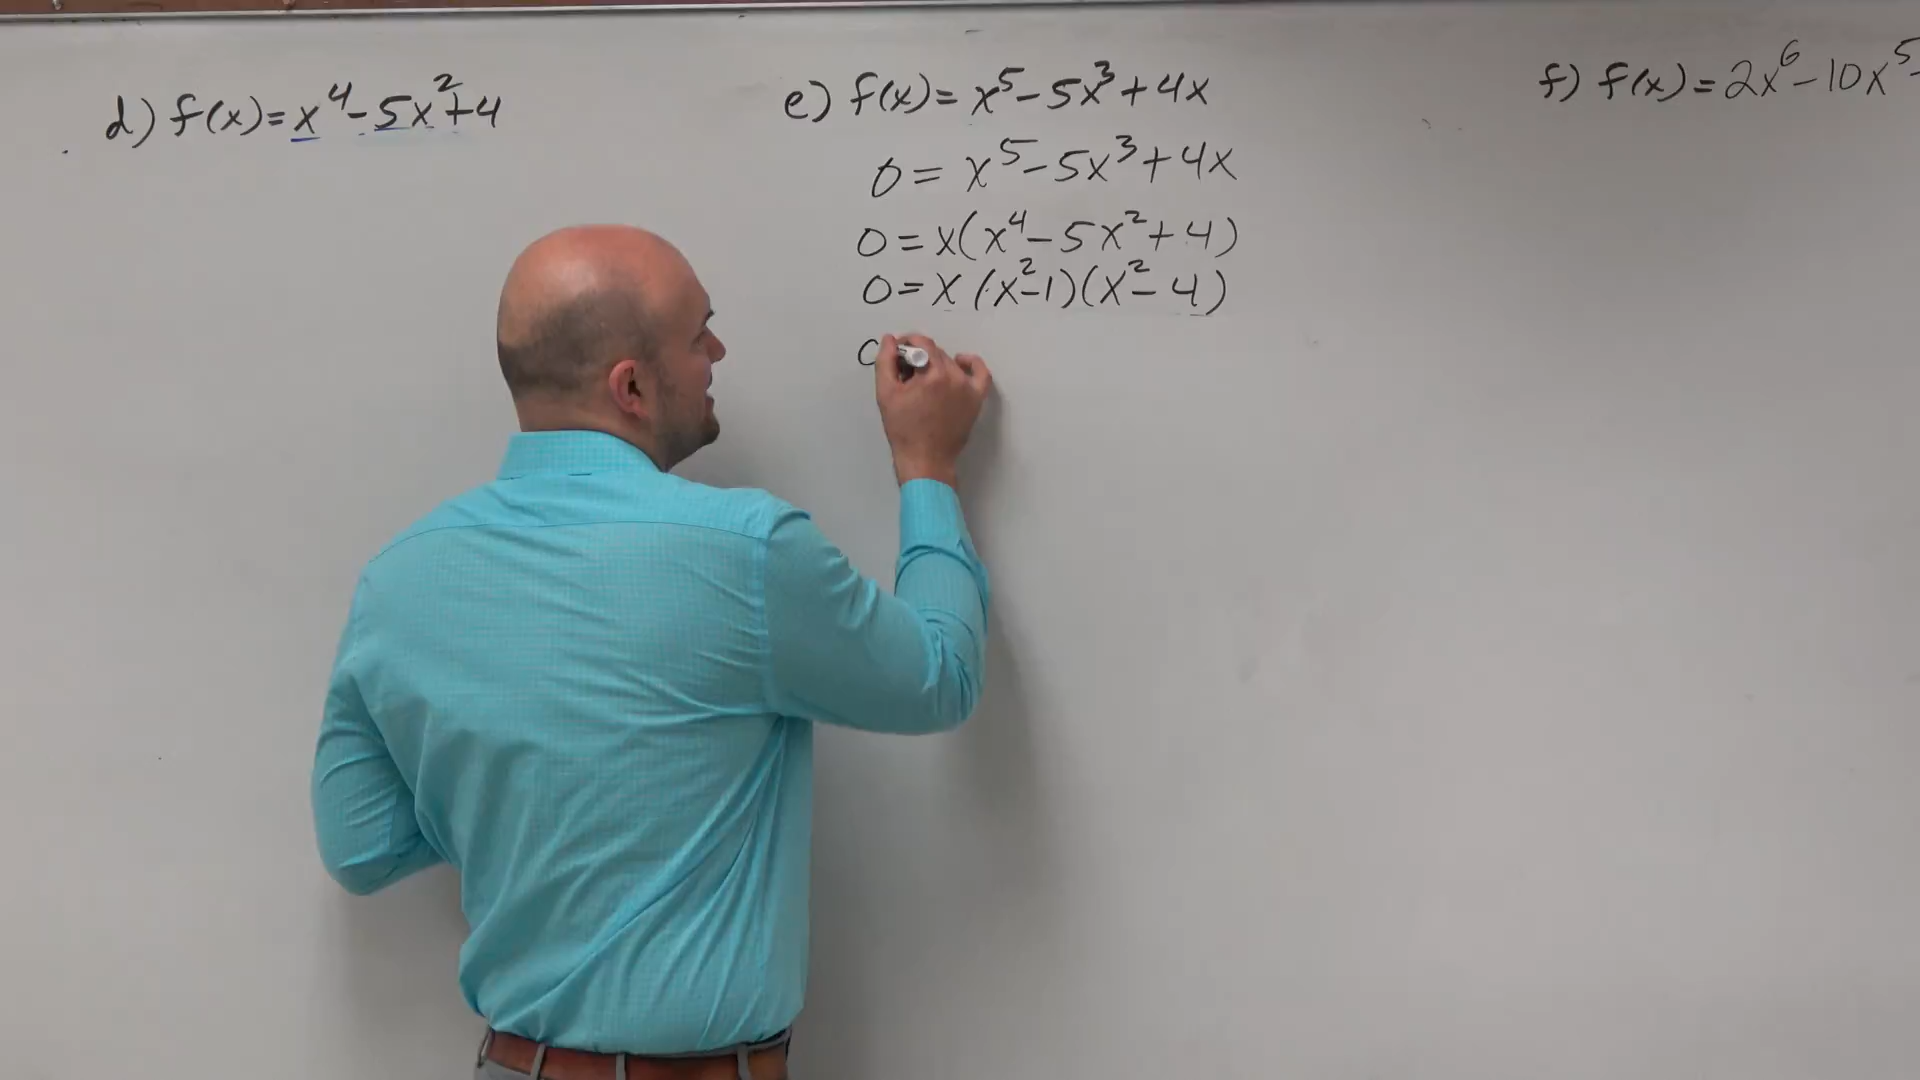 d) f(x)= x⁴-5x²+4
e) f(x)= x⁵-5x³+4x
0 = x⁵-5x³+4x
0 = x(x⁴-5x²+4)
0 = x (x²-1)(x²-4)
0
f) f(x)=2x⁶-10x⁵-